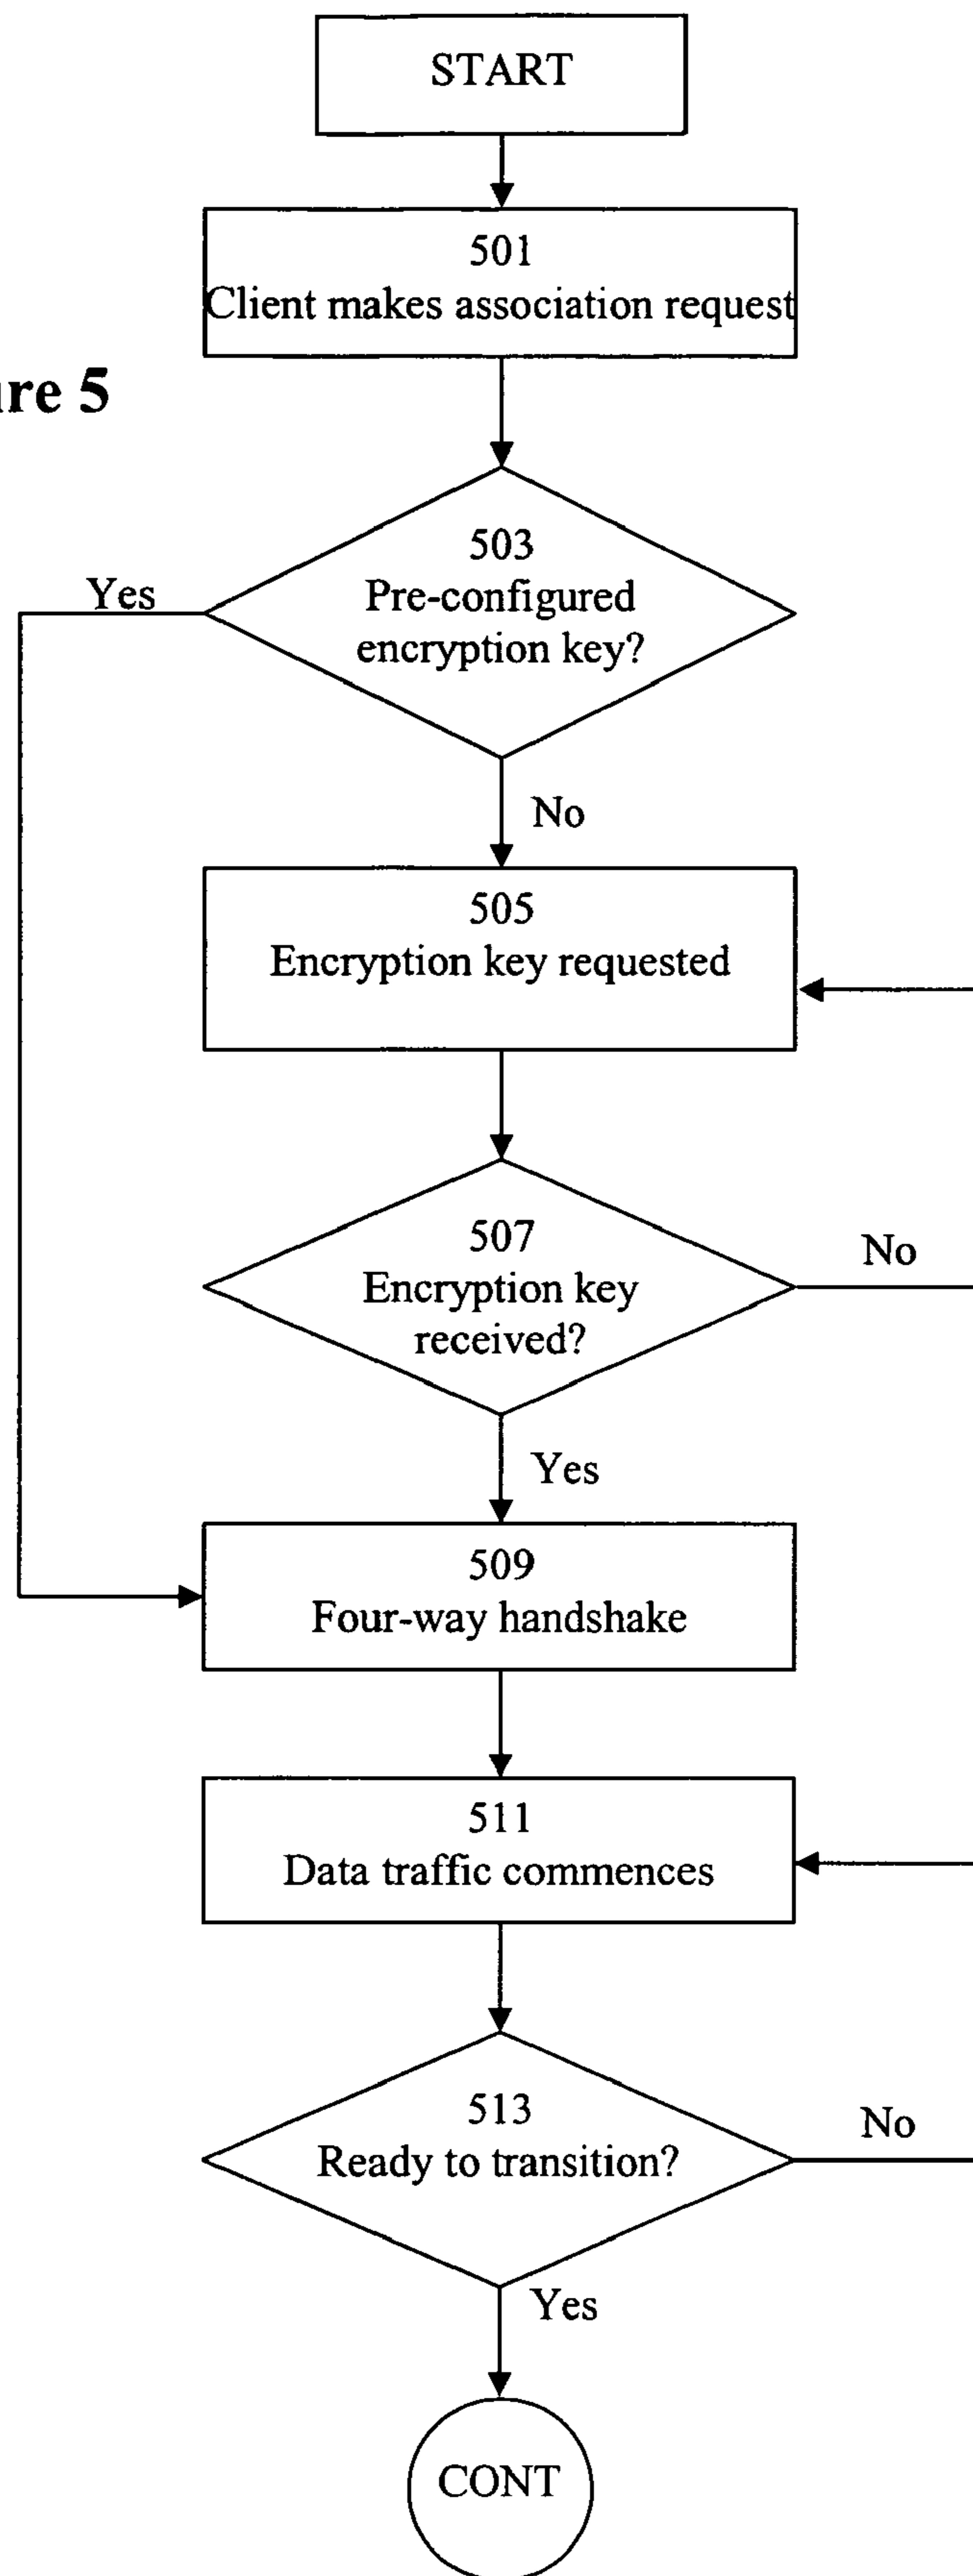 START
501
Client makes association request
ure 5
503
Pre-configured
encryption key?
Yes
No
505
Encryption key requested
507
Encryption key
received?
No
Yes
509
Four-way handshake
511
Data traffic commences
513
Ready to transition?
No
Yes
CONT